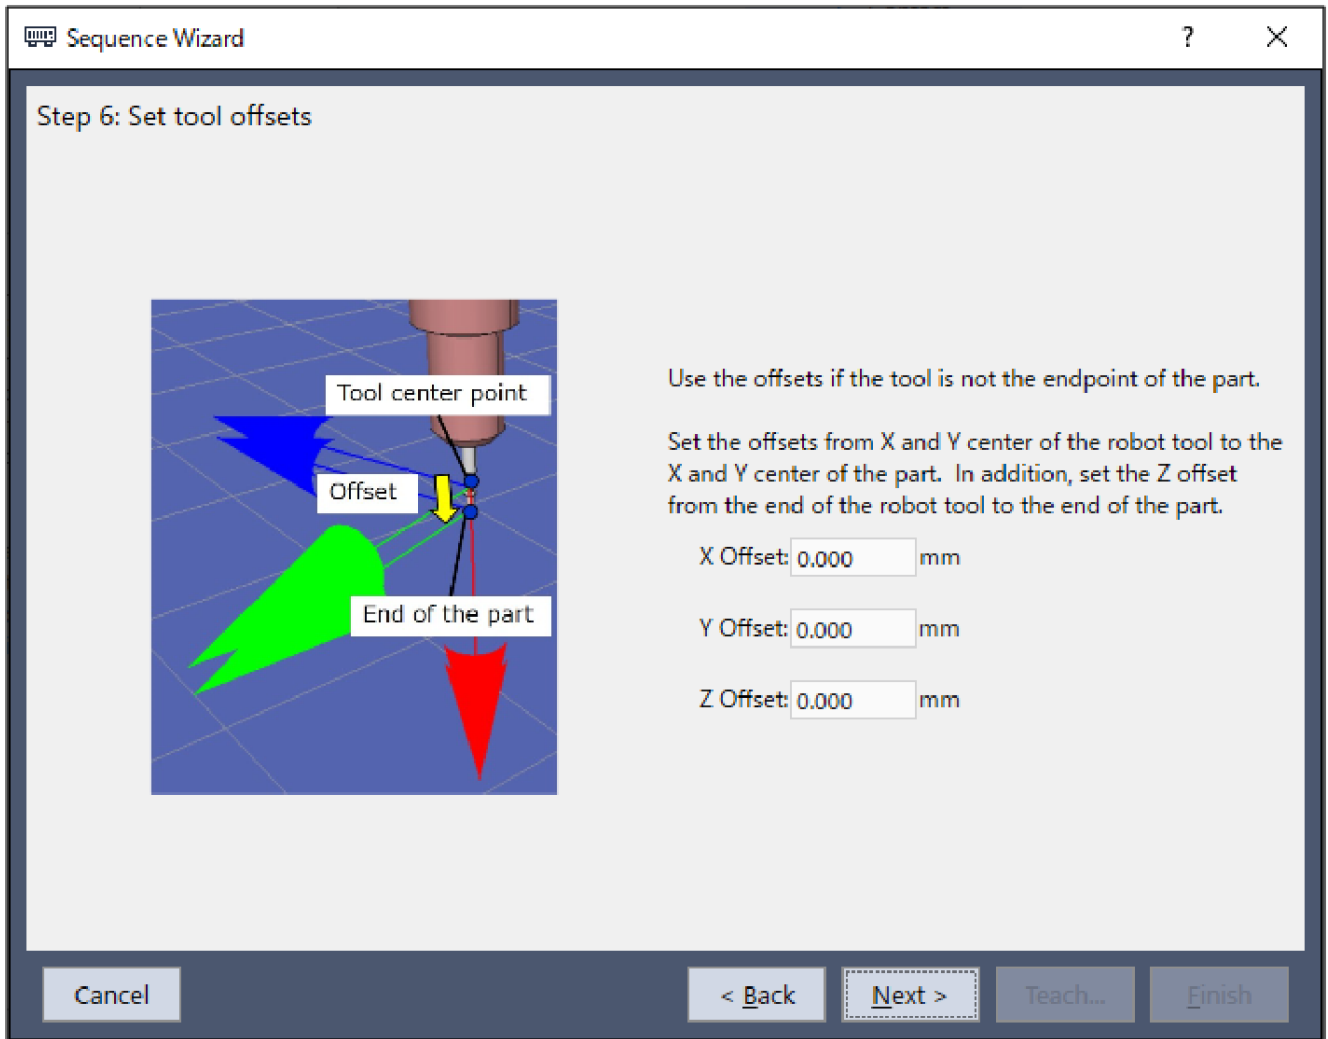 Sequence Wizard
?
Step 6: Set tool offsets
Tool center point
Offset
End of the part
Use the offsets if the tool is not the endpoint of the part.
Set the offsets from X and Y center of the robot tool to the
X and Y center of the part.  In addition, set the Z offset
from the end of the robot tool to the end of the part.
X Offset: 0.000 mm
Y Offset: 0.000 mm
Z Offset: 0.000 mm
Cancel
< Back
Next >
Teach...
Finish